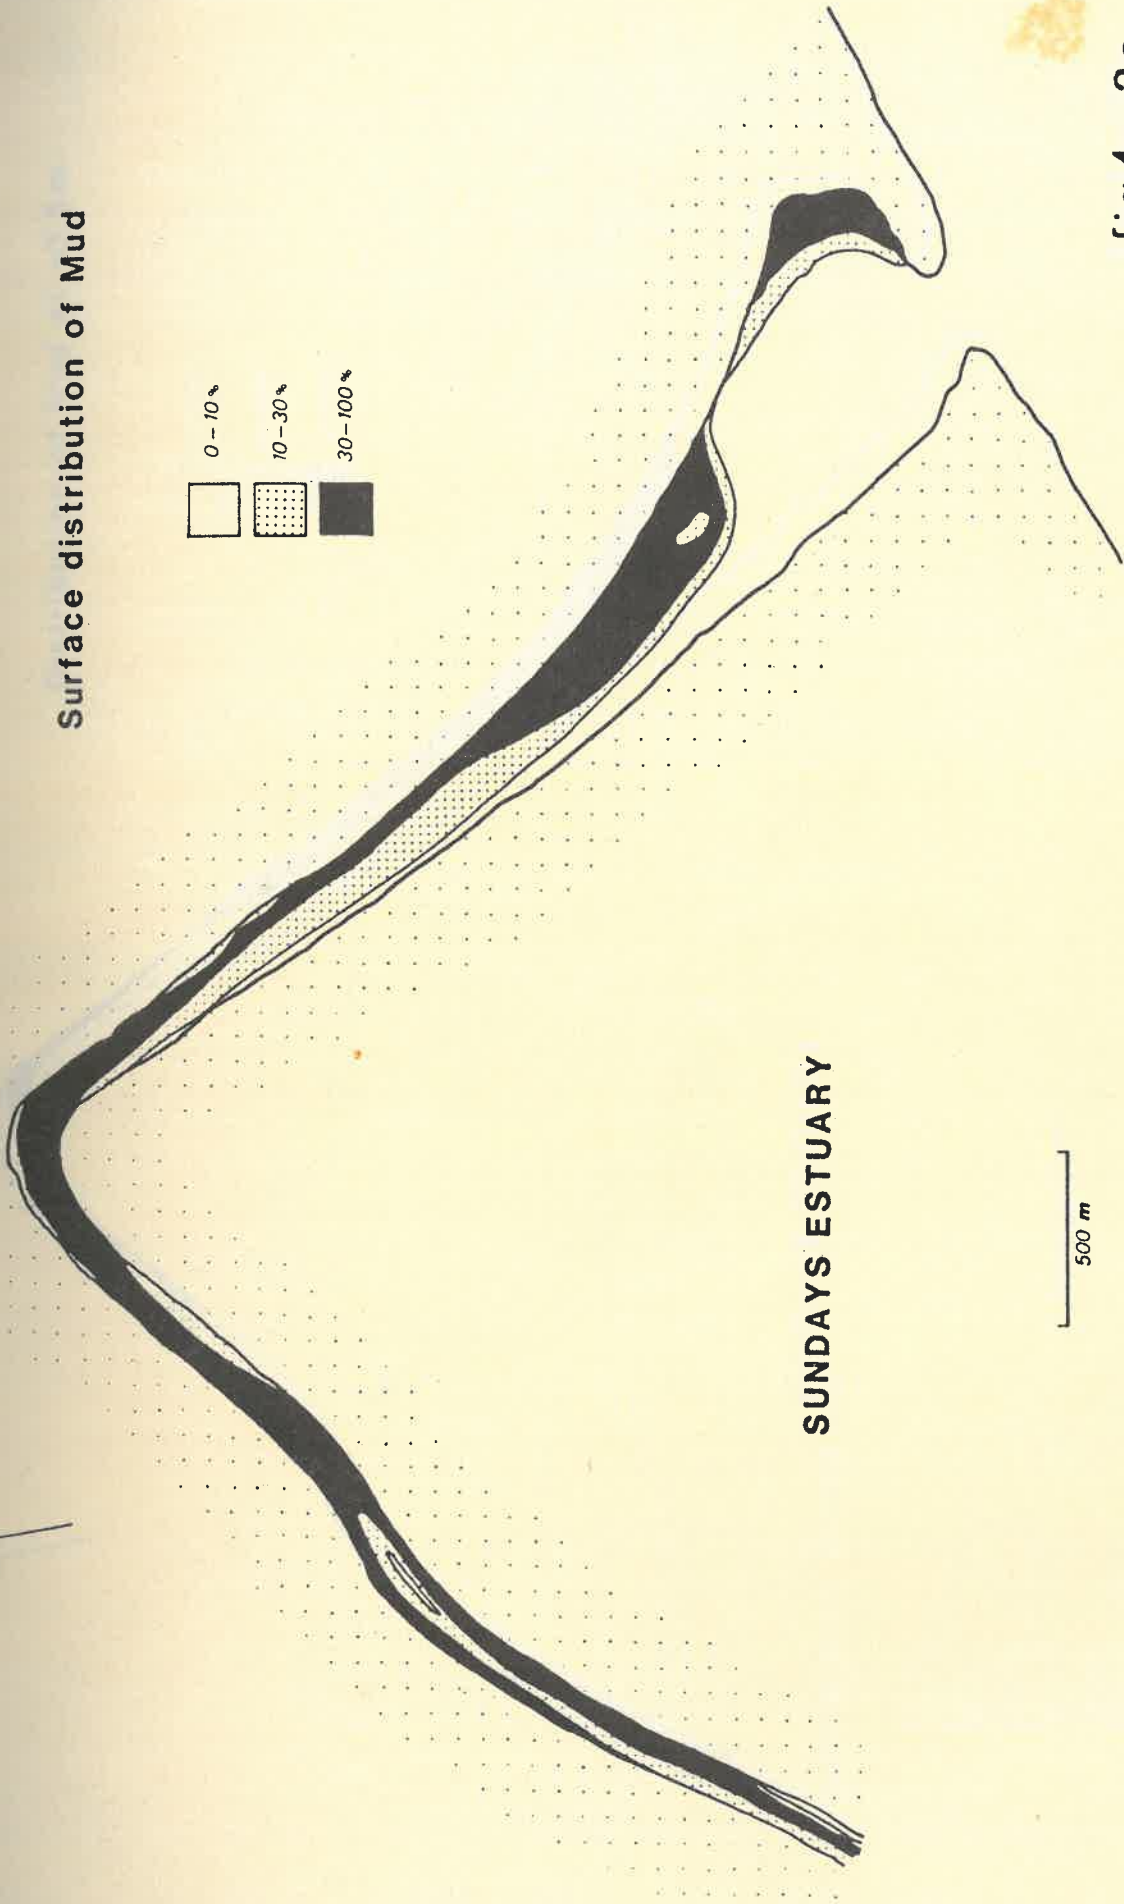 Surface distribution of Mud
0–10 %
10–30 %
30–100 %
SUNDAYS ESTUARY
500 m